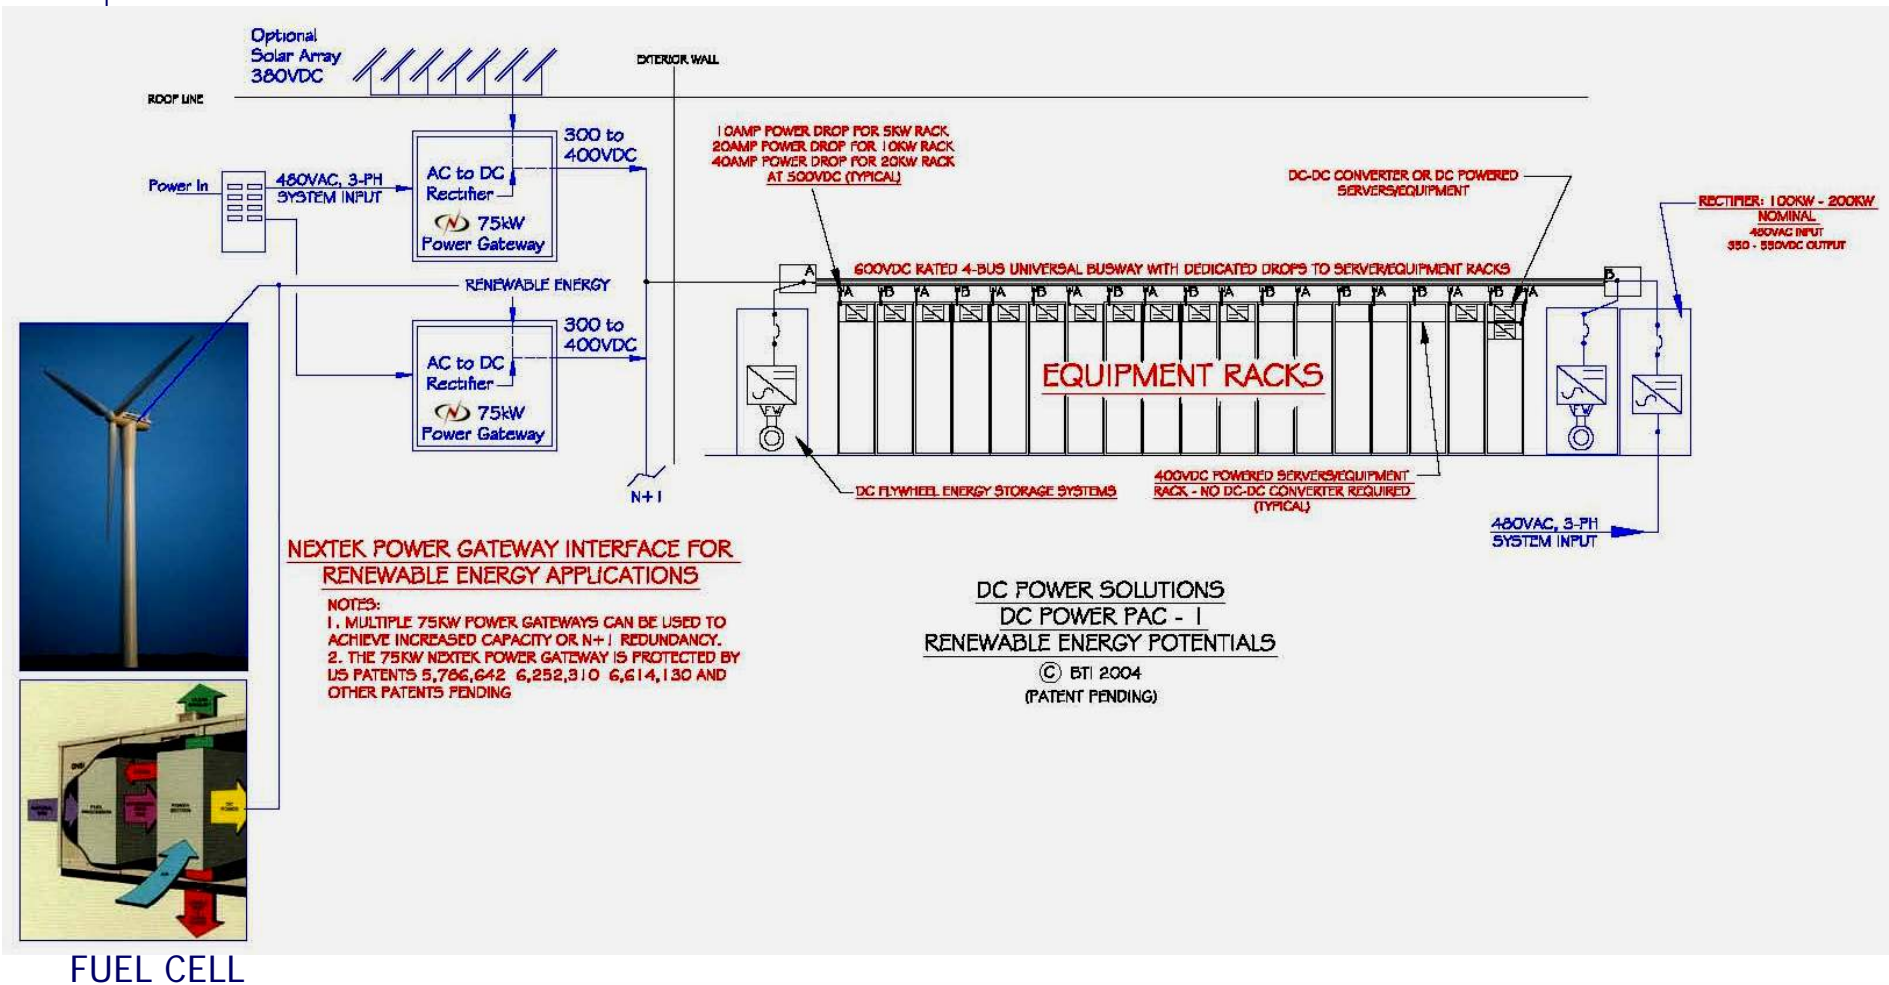 Optional
Solar Array
380VDC
EXTERIOR WALL
ROOF LINE
300 to
400VDC
Power In
480VAC, 3-PH
SYSTEM INPUT
AC to DC
Rectifier
75kW
Power Gateway
RENEWABLE ENERGY
300 to
400VDC
AC to DC
Rectifier
75kW
Power Gateway
N+1
10AMP POWER DROP FOR 5KW RACK
20AMP POWER DROP FOR 10KW RACK
40AMP POWER DROP FOR 20KW RACK
AT 500VDC (TYPICAL)
DC-DC CONVERTER OR DC POWERED
SERVERS/EQUIPMENT
RECTIFIER: 100KW - 200KW
NOMINAL
480VAC INPUT
350 - 550VDC OUTPUT
A
600VDC RATED 4-BUS UNIVERSAL BUSWAY WITH DEDICATED DROPS TO SERVER/EQUIPMENT RACKS
B
A B A B A B A B A B A B A B A B A B A
EQUIPMENT RACKS
FW
FW
DC FLYWHEEL ENERGY STORAGE SYSTEMS
400VDC POWERED SERVERS/EQUIPMENT
RACK - NO DC-DC CONVERTER REQUIRED
(TYPICAL)
480VAC, 3-PH
SYSTEM INPUT
NEXTEK POWER GATEWAY INTERFACE FOR
RENEWABLE ENERGY APPLICATIONS
NOTES:
1. MULTIPLE 75KW POWER GATEWAYS CAN BE USED TO
ACHIEVE INCREASED CAPACITY OR N+1 REDUNDANCY.
2. THE 75KW NEXTEK POWER GATEWAY IS PROTECTED BY
US PATENTS 5,786,642 6,252,310 6,614,130 AND
OTHER PATENTS PENDING
DC POWER SOLUTIONS
DC POWER PAC - 1
RENEWABLE ENERGY POTENTIALS
© BTI 2004
(PATENT PENDING)
FUEL
PROCESSOR
POWER
SECTION
DC
POWER
AIR
FUEL CELL